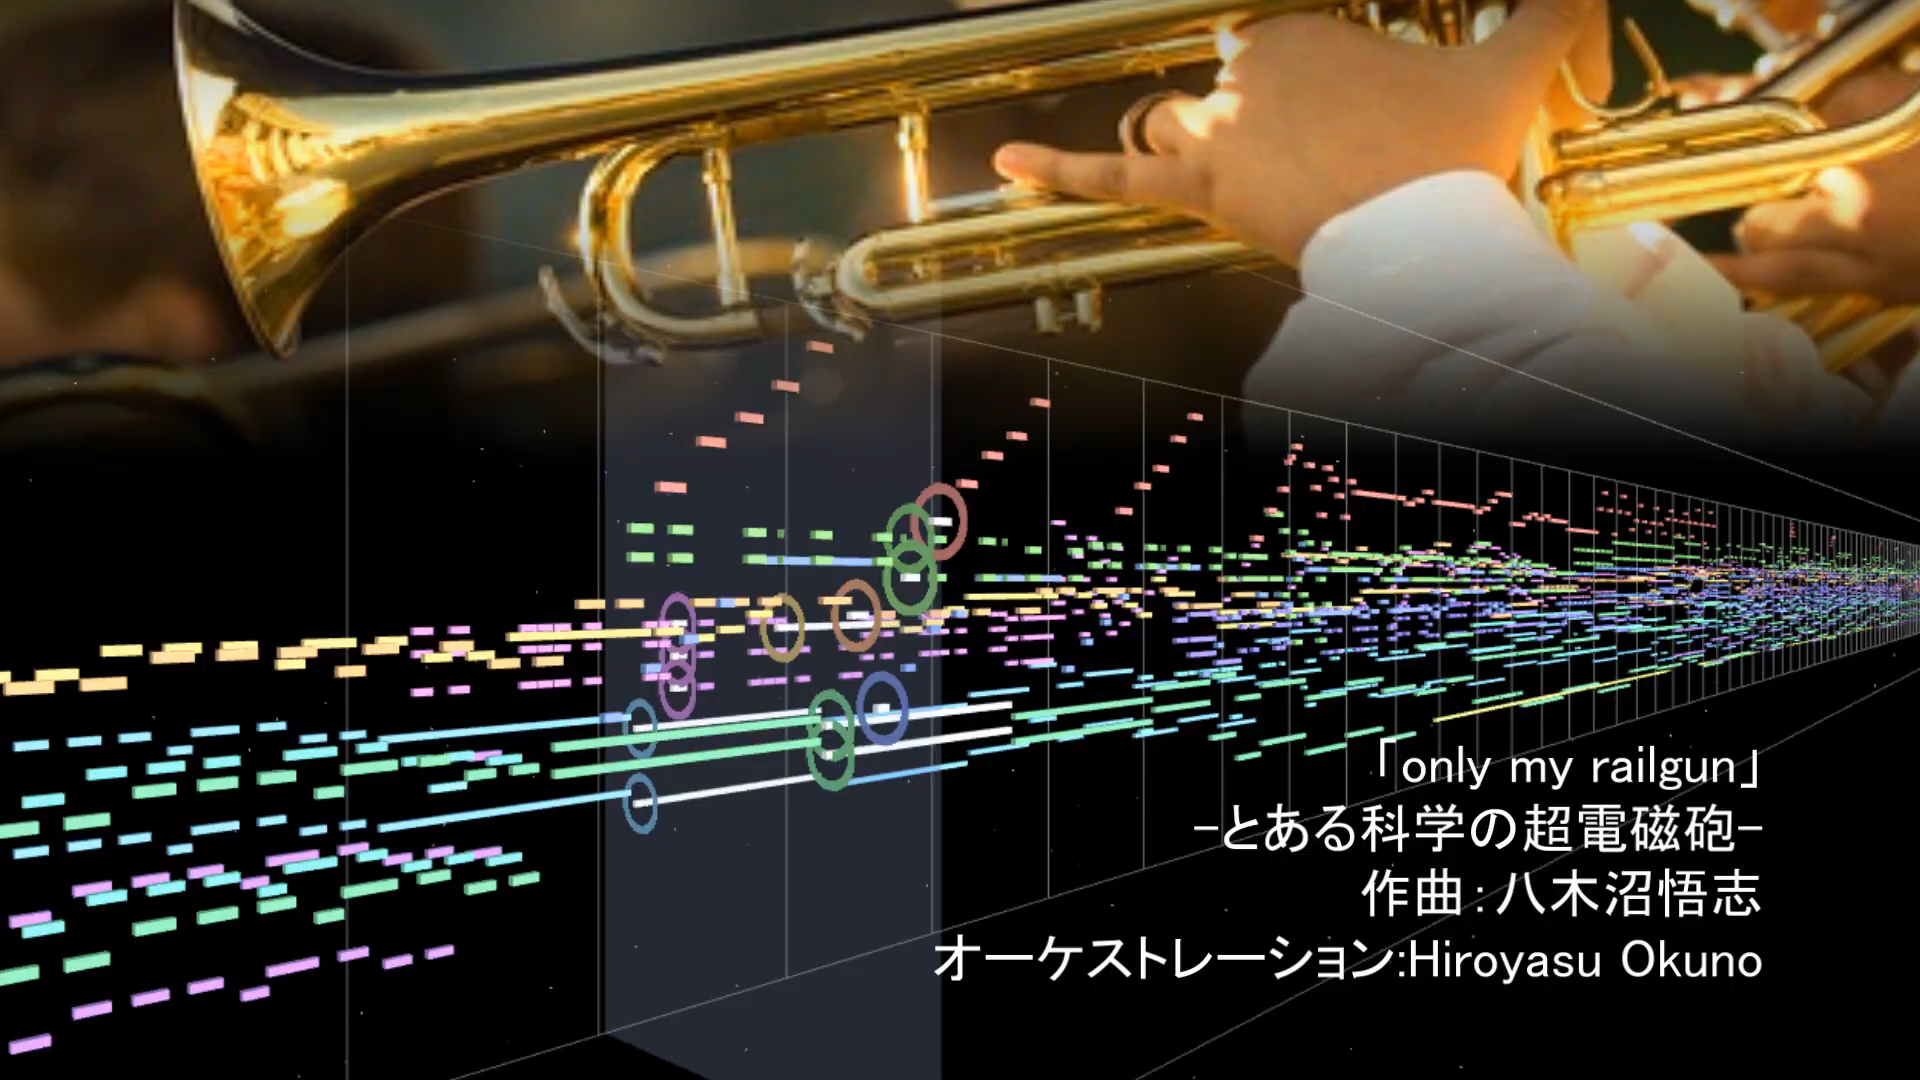 「only my railgun」
−とある科学の超電磁砲−
作曲：八木沼悟志
オーケストレーション:Hiroyasu Okuno